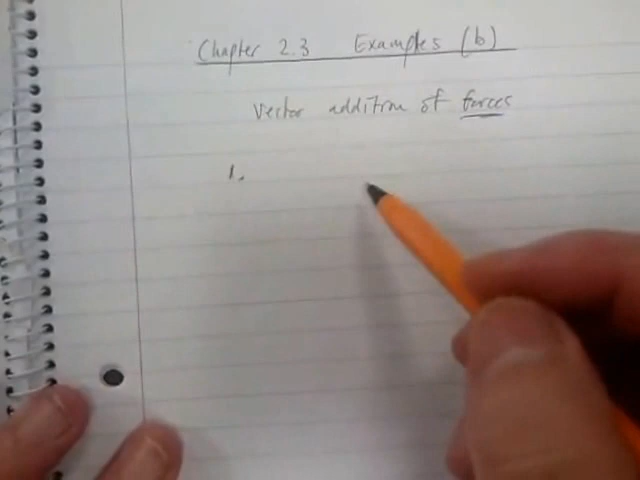 Chapter 2.3 Examples (b)
Vector addition of forces
1.